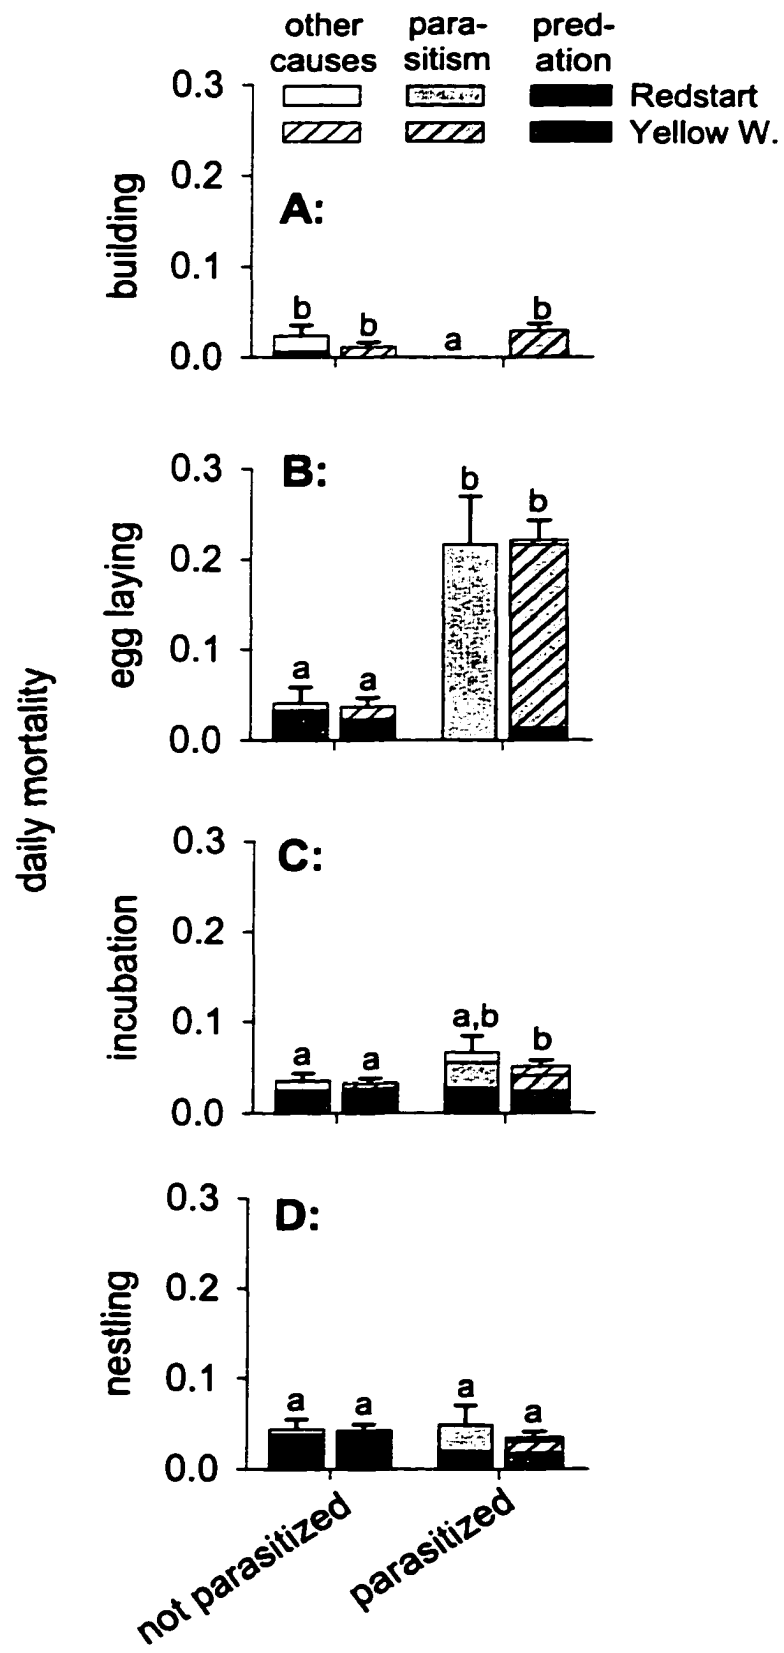 other para- pred-
causes sitism ation
Redstart
Yellow W.
daily mortality
building
0.3
0.2
0.1
0.0
A:
b b a b
egg laying
0.3
0.2
0.1
0.0
B:
a a b b
incubation
0.3
0.2
0.1
0.0
C:
a a a,b b
nestling
0.3
0.2
0.1
0.0
D:
a a a a
not parasitized parasitized